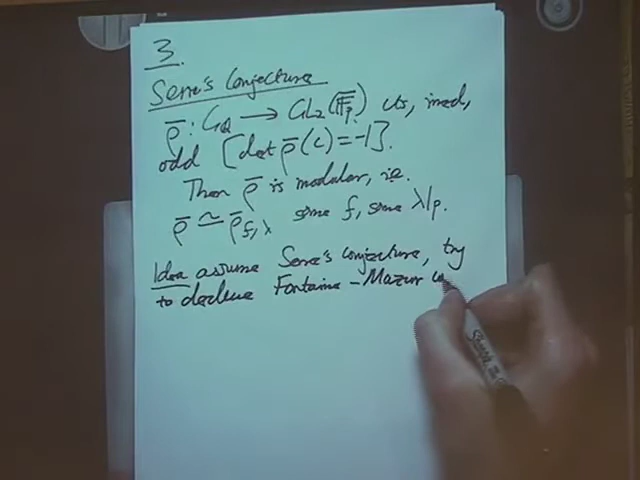 3.
Serre's Conjecture
ρ̄ : G_ℚ → GL₂(𝔽̄_p) cts, irred,
odd [det ρ̄(c) = -1].
Then ρ̄ is modular, i.e.
ρ̄ ≃ ρ̄_{f,λ} some f, some λ|p.
Idea assume Serre's conjecture, try
to deduce Fontaine-Mazur